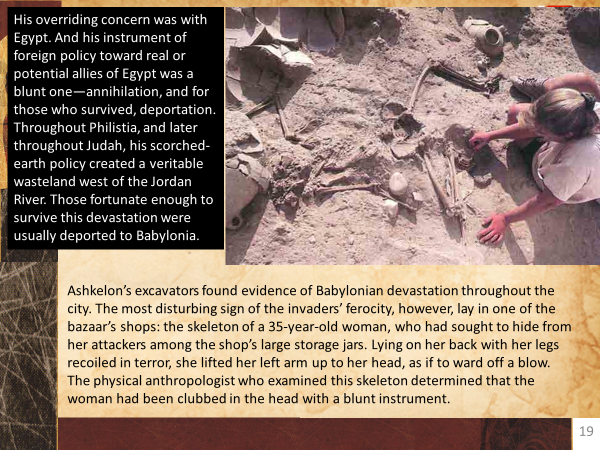 His overriding concern was with
Egypt. And his instrument of
foreign policy toward real or
potential allies of Egypt was a
blunt one—annihilation, and for
those who survived, deportation.
Throughout Philistia, and later
throughout Judah, his scorched-
earth policy created a veritable
wasteland west of the Jordan
River. Those fortunate enough to
survive this devastation were
usually deported to Babylonia.
Ashkelon’s excavators found evidence of Babylonian devastation throughout the
city. The most disturbing sign of the invaders’ ferocity, however, lay in one of the
bazaar’s shops: the skeleton of a 35-year-old woman, who had sought to hide from
her attackers among the shop’s large storage jars. Lying on her back with her legs
recoiled in terror, she lifted her left arm up to her head, as if to ward off a blow.
The physical anthropologist who examined this skeleton determined that the
woman had been clubbed in the head with a blunt instrument.
19